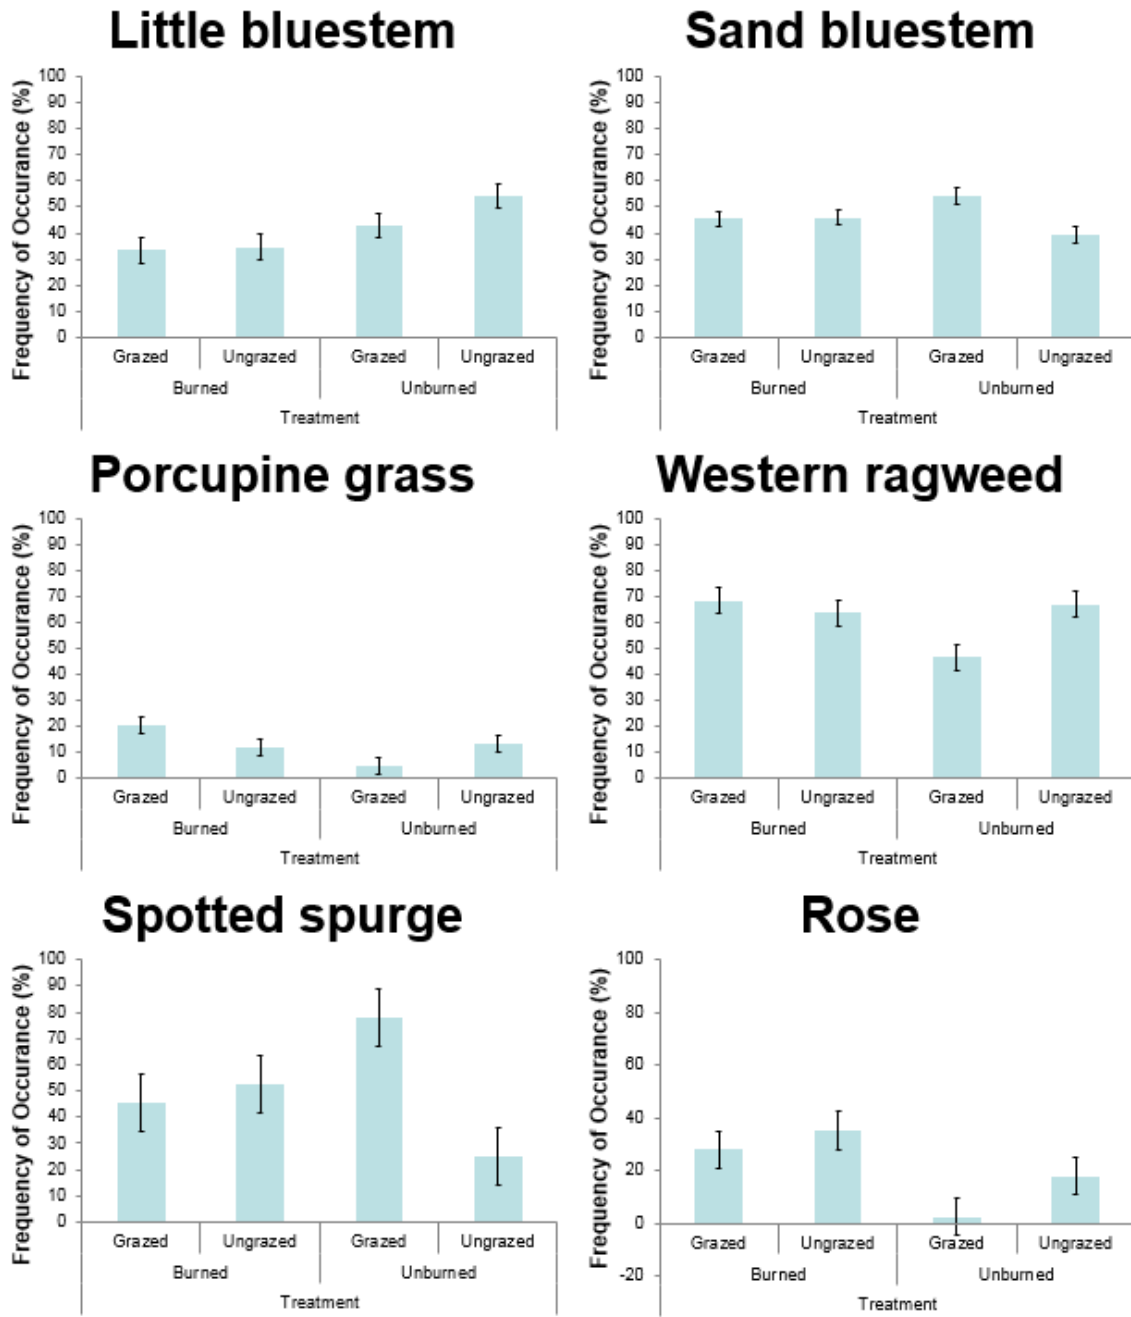 Little bluestem
Frequency of Occurance (%)
100
90
80
70
60
50
40
30
20
10
0
Grazed Ungrazed Grazed Ungrazed
Burned Unburned
Treatment
Sand bluestem
Frequency of Occurance (%)
100
90
80
70
60
50
40
30
20
10
0
Grazed Ungrazed Grazed Ungrazed
Burned Unburned
Treatment
Porcupine grass
Frequency of Occurance (%)
100
90
80
70
60
50
40
30
20
10
0
Grazed Ungrazed Grazed Ungrazed
Burned Unburned
Treatment
Western ragweed
Frequency of Occurance (%)
100
90
80
70
60
50
40
30
20
10
0
Grazed Ungrazed Grazed Ungrazed
Burned Unburned
Treatment
Spotted spurge
Frequency of Occurance (%)
100
90
80
70
60
50
40
30
20
10
0
Grazed Ungrazed Grazed Ungrazed
Burned Unburned
Treatment
Rose
Frequency of Occurance (%)
100
80
60
40
20
0
-20
Grazed Ungrazed Grazed Ungrazed
Burned Unburned
Treatment